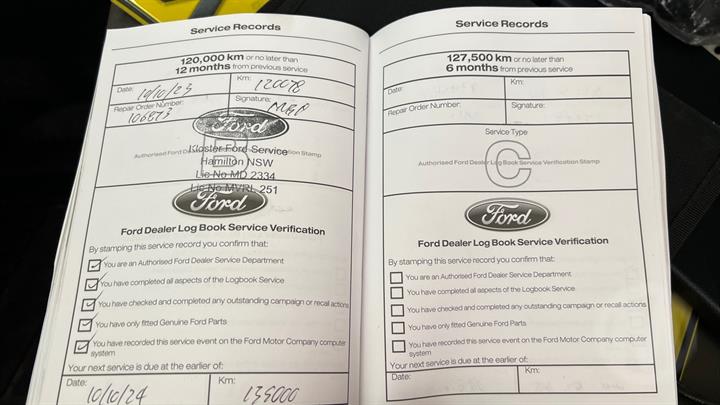 Service Records
120,000 km or no later than
12 months from previous service
Date: 10/10/23
Km: 120078
Repair Order Number: 106873
Signature:
Ford
B
Authorised Ford
Kloster Ford Service
Hamilton NSW
Lic No MD 2334
Lic No MVRL 251
Ford
Ford Dealer Log Book Service Verification
By stamping this service record you confirm that:
You are an Authorised Ford Dealer Service Department
You have completed all aspects of the Logbook Service
You have checked and completed any outstanding campaign or recall actions
You have only fitted Genuine Ford Parts
You have recorded this service event on the Ford Motor Company computer
system
Your next service is due at the earlier of:
Date: 10/10/24
Km: 135000
Service Records
127,500 km or no later than
6 months from previous service
Date:
Km:
Repair Order Number:
Signature:
Service Type
C
Authorised Ford Dealer Log Book Service Verification Stamp
Ford
Ford Dealer Log Book Service Verification
By stamping this service record you confirm that:
You are an Authorised Ford Dealer Service Department
You have completed all aspects of the Logbook Service
You have checked and completed any outstanding campaign or recall actions
You have only fitted Genuine Ford Parts
You have recorded this service event on the Ford Motor Company computer
system
Your next service is due at the earlier of:
Date:
Km: